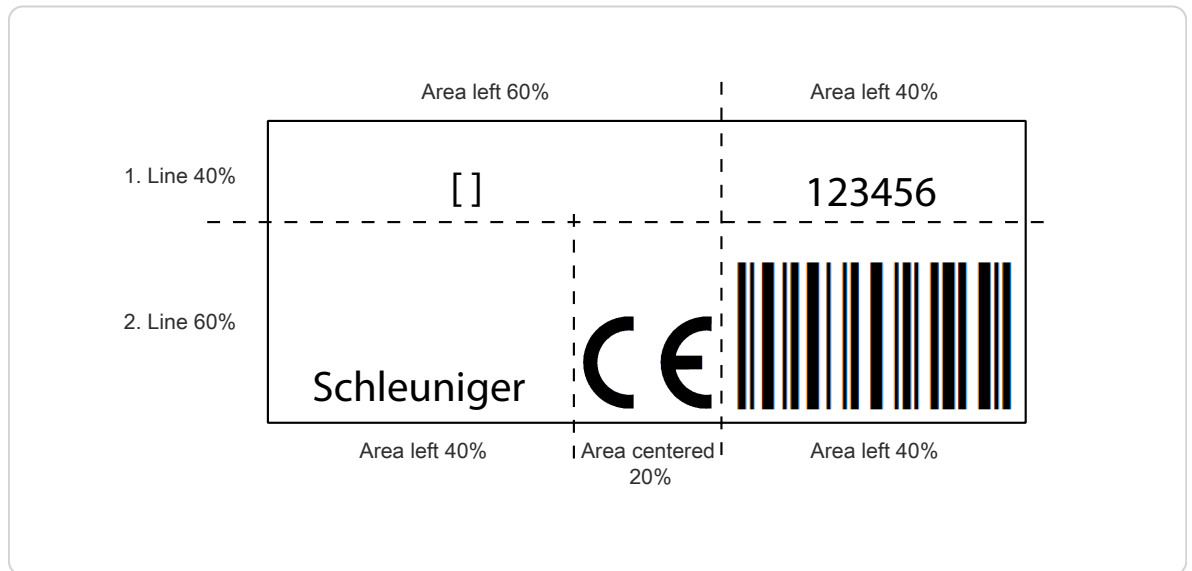 Area left 60% Area left 40%
1. Line 40% [ ] 123456
2. Line 60%
Schleuniger CE
Area left 40% Area centered 20% Area left 40%